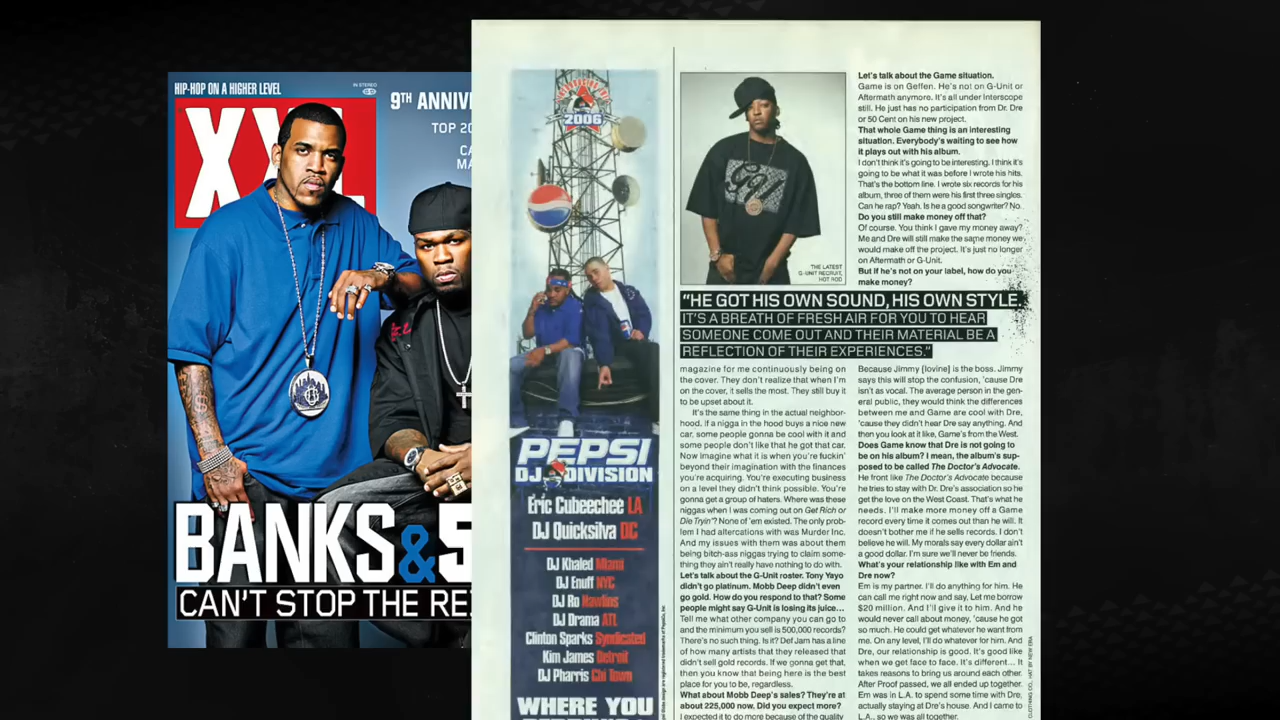 HIP-HOP ON A HIGHER LEVEL
IN STEREO
XXL
9TH ANNIV
TOP 20
CA
MA
BANKS & 5
CAN'T STOP THE RE
2006
PEPSI
DJ DIVISION
Eric Cubeechee LA
DJ Quicksilva DC
DJ Khaled Miami
DJ Enuff NYC
DJ Ro Rawlins
DJ Drama ATL
Clinton Sparks Syndicated
Kim James Detroit
DJ Pharris Chi Town
WHERE YOU
THE LATEST
G-UNIT RECRUIT,
HOT ROD
"HE GOT HIS OWN SOUND, HIS OWN STYLE.
IT'S A BREATH OF FRESH AIR FOR YOU TO HEAR
SOMEONE COME OUT AND THEIR MATERIAL BE A
REFLECTION OF THEIR EXPERIENCES."
magazine for me continuously being on
the cover. They don't realize that when I'm
on the cover, it sells the most. They still buy it
to be upset about it.
It's the same thing in the actual neighbor-
hood. If a nigga in the hood buys a nice new
car, some people gonna be cool with it and
some people don't like that he got that car.
Now imagine what it is when you're fuckin'
beyond their imagination with the finances
you're acquiring. You're executing business
on a level they didn't think possible. You're
gonna get a group of haters. Where was these
niggas when I was coming out on Get Rich or
Die Tryin'? None of 'em existed. The only prob-
lem I had altercations with was Murder Inc.
And my issues with them was about them
being bitch-ass niggas trying to claim some-
thing they ain't really have nothing to do with.
Let's talk about the G-Unit roster. Tony Yayo
didn't go platinum. Mobb Deep didn't even
go gold. How do you respond to that? Some
people might say G-Unit is losing its juice...
Tell me what other company you can go to
and the minimum you sell is 500,000 records?
There's no such thing. Is it? Def Jam has a line
of how many artists that they released that
didn't sell gold records. If we gonna get that,
then you know that being here is the best
place for you to be, regardless.
What about Mobb Deep's sales? They're at
about 225,000 now. Did you expect more?
I expected it to do more because of the quality
Let's talk about the Game situation.
Game is on Geffen. He's not on G-Unit or
Aftermath anymore. It's all under Interscope
still. He just has no participation from Dr. Dre
or 50 Cent on his new project.
That whole Game thing is an interesting
situation. Everybody's waiting to see how
it plays out with his album.
I don't think it's going to be interesting. I think it's
going to be what it was before I wrote his hits.
That's the bottom line. I wrote six records for his
album, three of them were his first three singles.
Can he rap? Yeah. Is he a good songwriter? No.
Do you still make money off that?
Of course. You think I gave my money away?
Me and Dre will still make the same money we
would make off the project. It's just no longer
on Aftermath or G-Unit.
But if he's not on your label, how do you
make money?
Because Jimmy [Iovine] is the boss. Jimmy
says this will stop the confusion, 'cause Dre
isn't as vocal. The average person in the gen-
eral public, they would think the differences
between me and Game are cool with Dre,
'cause they didn't hear Dre say anything. And
then you look at it like, Game's from the West.
Does Game know that Dre is not going to
be on his album? I mean, the album's sup-
posed to be called The Doctor's Advocate.
He front like The Doctor's Advocate because
he tries to stay with Dr. Dre's association so he
get the love on the West Coast. That's what he
needs. I'll make more money off a Game
record every time it comes out than he will. It
doesn't bother me if he sells records. I don't
believe he will. My morals say every dollar ain't
a good dollar. I'm sure we'll never be friends.
What's your relationship like with Em and
Dre now?
Em is my partner. I'll do anything for him. He
can call me right now and say, Let me borrow
$20 million. And I'll give it to him. And he
would never call about money, 'cause he got
so much. He could get whatever he want from
me. On any level, I'll do whatever for him. And
Dre, our relationship is good. It's good like
when we get face to face. It's different... It
takes reasons to bring us around each other.
After Proof passed, we all ended up together.
Em was in L.A. to spend some time with Dre,
actually staying at Dre's house. And I came to
L.A., so we was all together.
CLOTHING CO., HAT BY NEW ERA